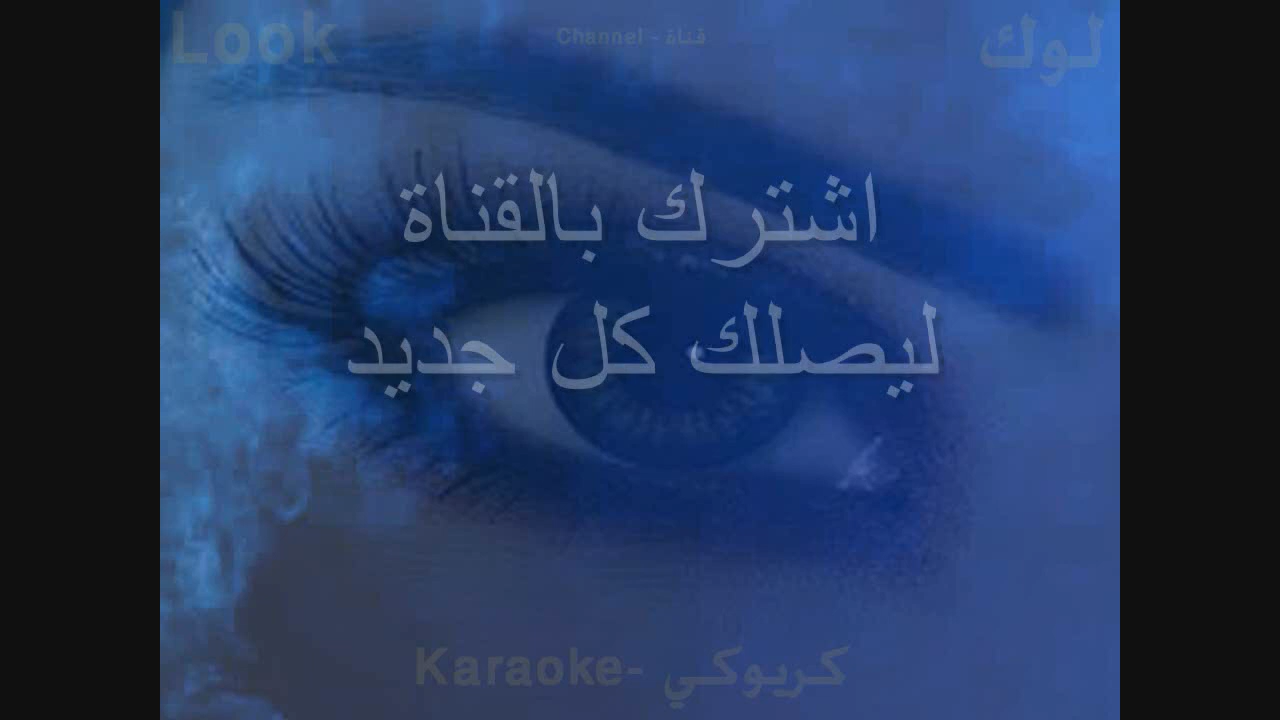 Look
Channel - قناة
لوك
اشترك بالقناة
ليصلك كل جديد
Karaoke- كريوكي